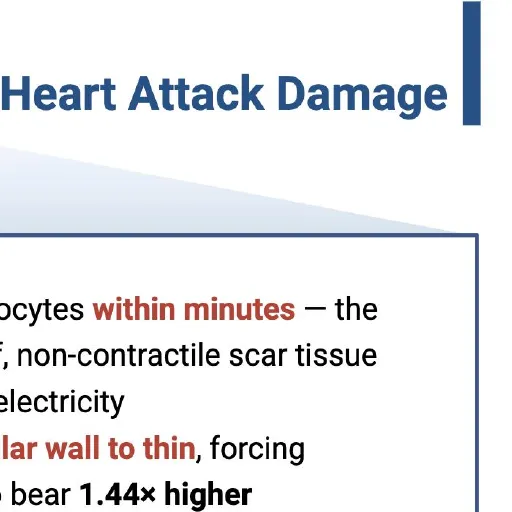 Heart Attack Damage
ocytes within minutes — the
, non-contractile scar tissue
electricity
lar wall to thin, forcing
bear 1.44× higher